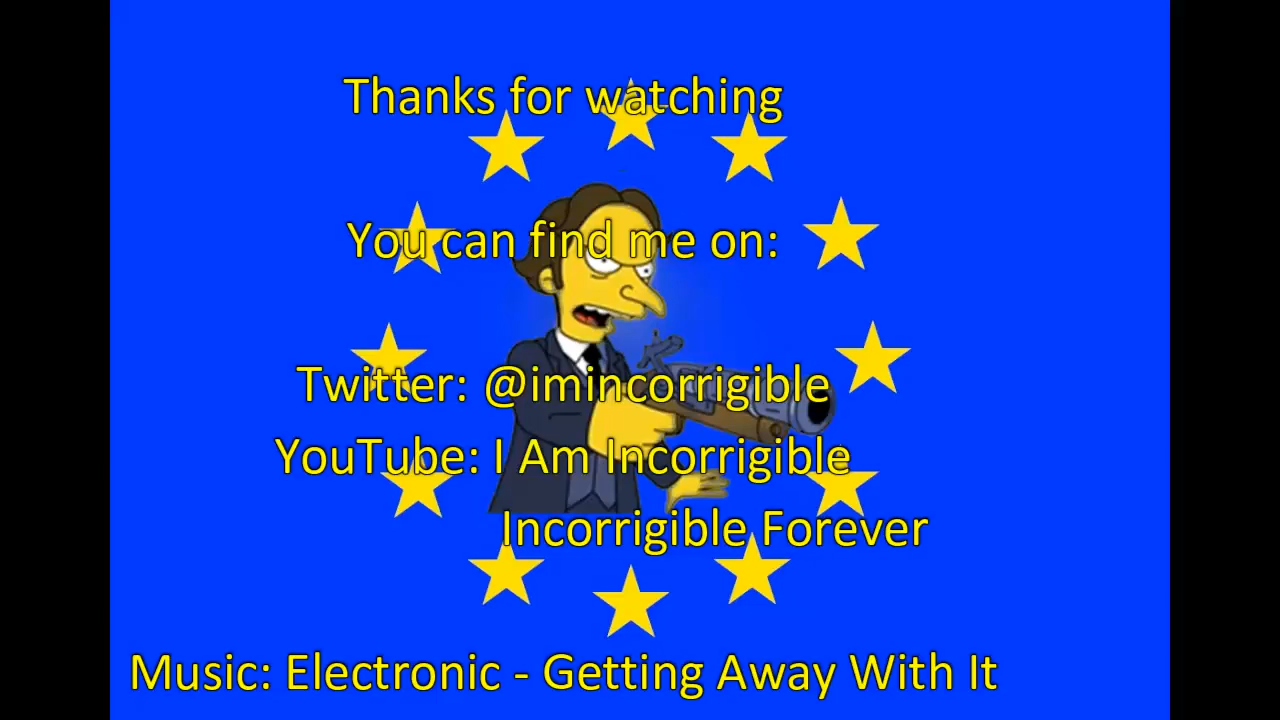 Thanks for watching
You can find me on:
Twitter: @imincorrigible
YouTube: I Am Incorrigible
Incorrigible Forever
Music: Electronic - Getting Away With It